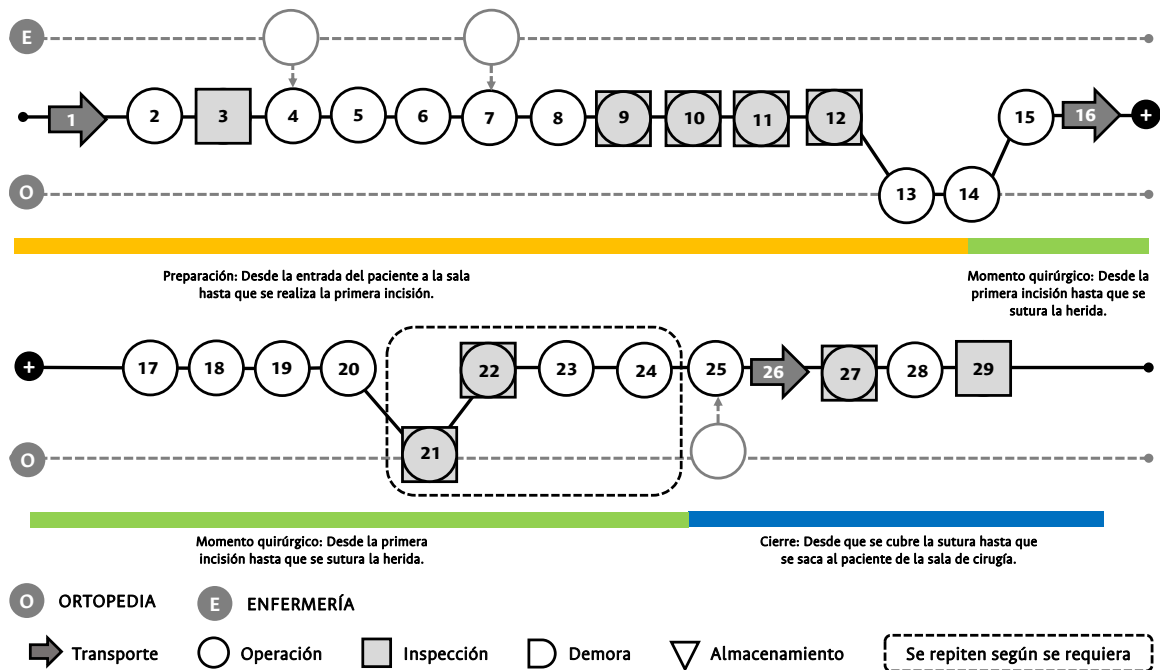 E
1
2
3
4
5
6
7
8
9
10
11
12
15
16
+
O
13
14
Preparación: Desde la entrada del paciente a la sala
hasta que se realiza la primera incisión.
Momento quirúrgico: Desde la
primera incisión hasta que se
sutura la herida.
+
17
18
19
20
22
23
24
25
26
27
28
29
O
21
Momento quirúrgico: Desde la primera
incisión hasta que se sutura la herida.
Cierre: Desde que se cubre la sutura hasta que
se saca al paciente de la sala de cirugía.
O ORTOPEDIA
E ENFERMERÍA
Transporte
Operación
Inspección
Demora
Almacenamiento
Se repiten según se requiera